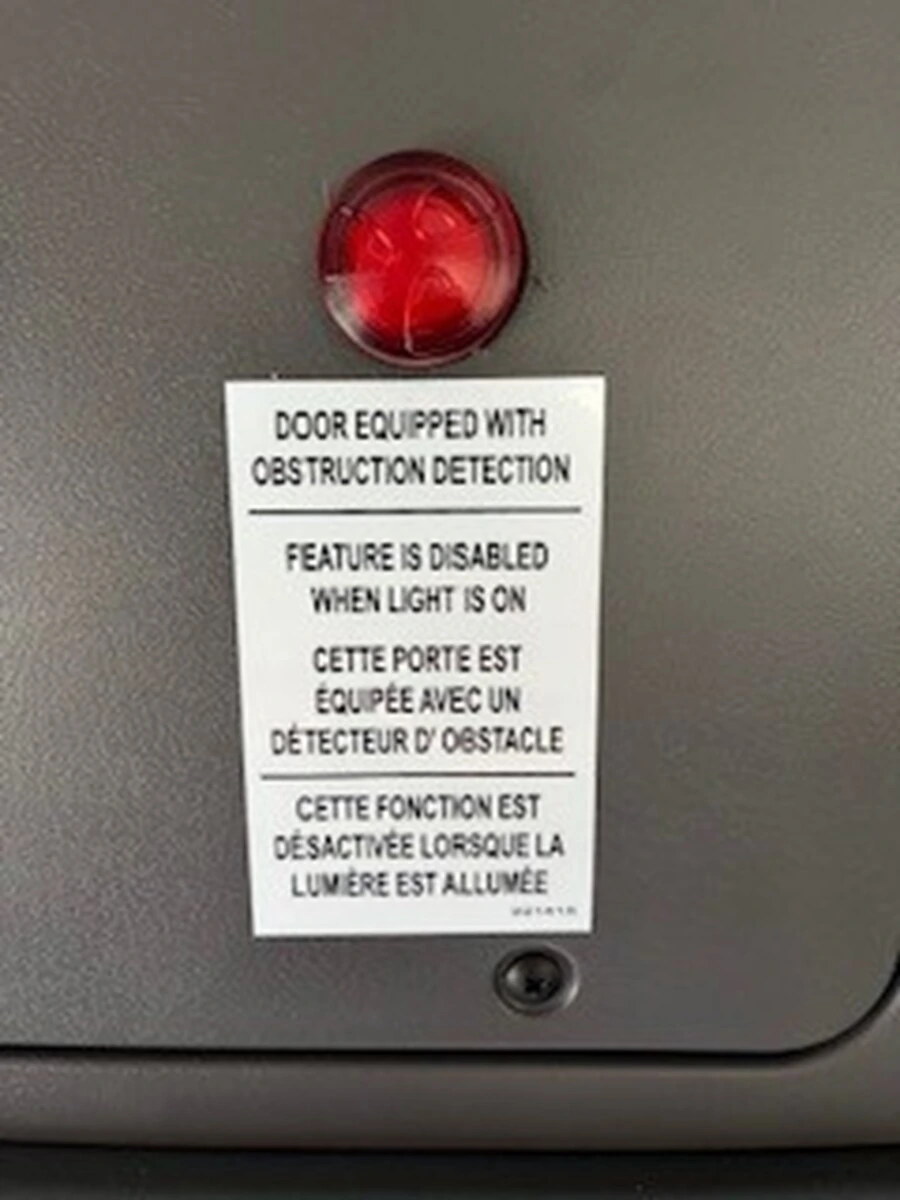 DOOR EQUIPPED WITH
OBSTRUCTION DETECTION
FEATURE IS DISABLED
WHEN LIGHT IS ON
CETTE PORTE EST
ÉQUIPÉE AVEC UN
DÉTECTEUR D' OBSTACLE
CETTE FONCTION EST
DÉSACTIVÉE LORSQUE LA
LUMIÈRE EST ALLUMÉE